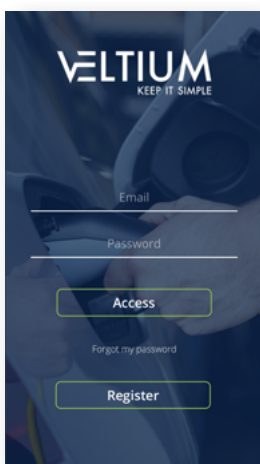 VELTIUM
KEEP IT SIMPLE
Email
Password
Access
Forgot my password
Register